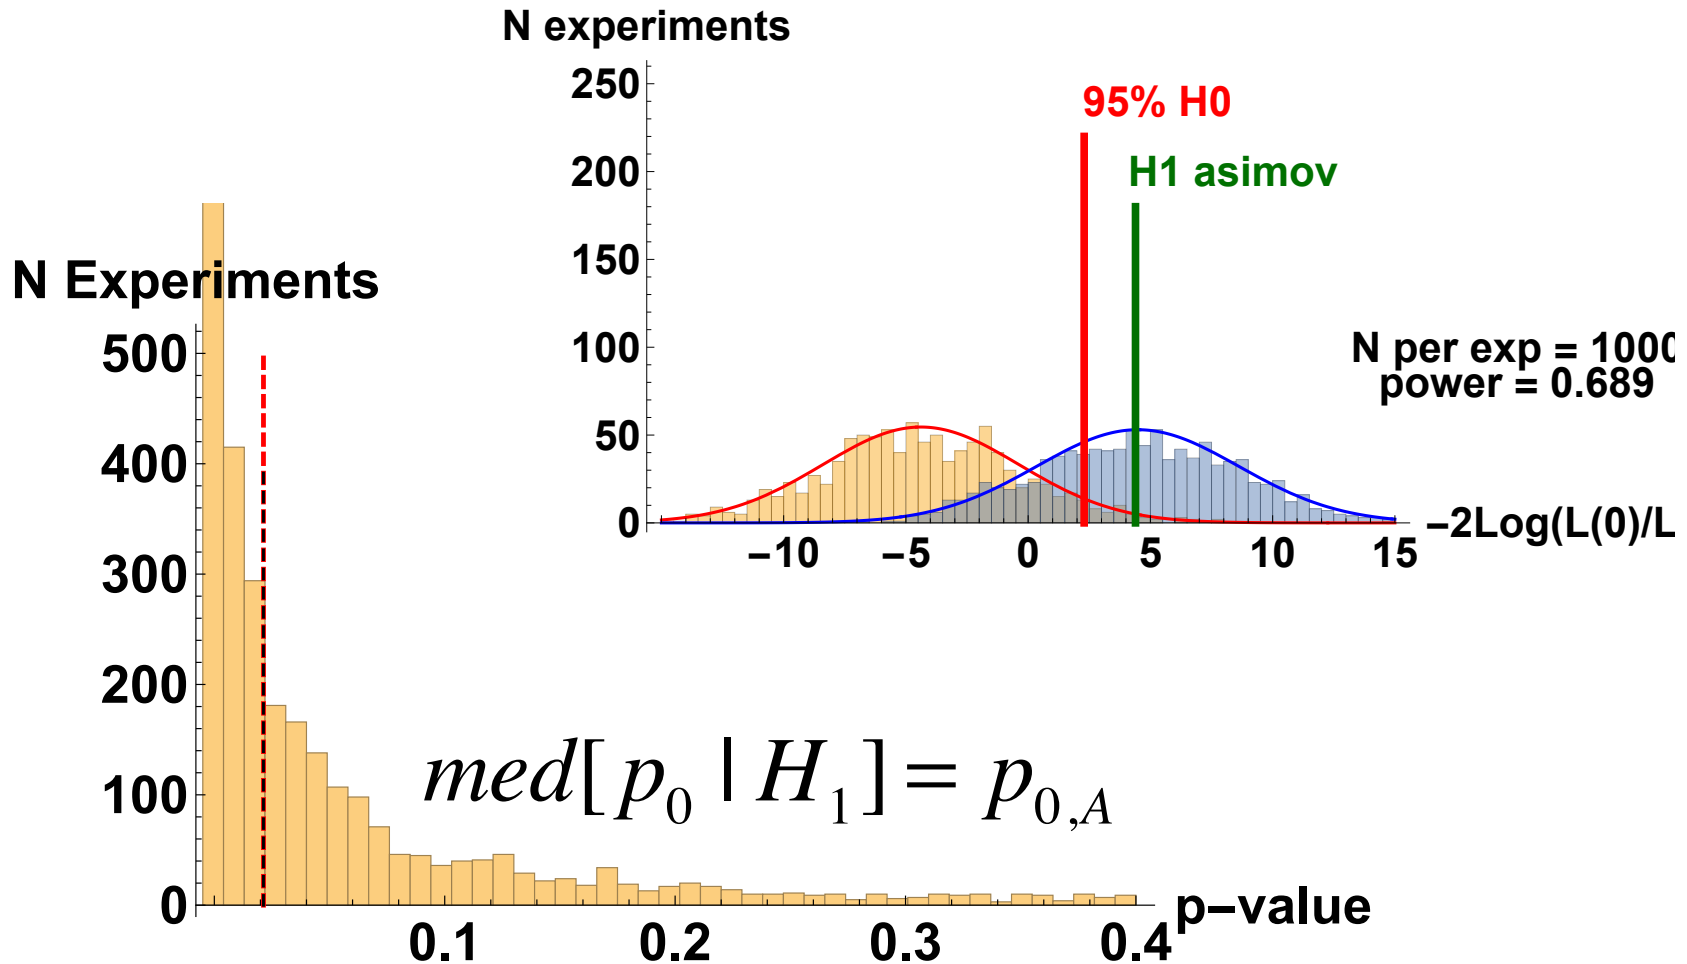 N experiments
250
200
150
100
50
0
95% H0
H1 asimov
N per exp = 1000
power = 0.689
−10 −5 0 5 10 15
−2Log(L(0)/L
N Experiments
500
400
300
200
100
0
med[p₀ | H₁] = p₀,A
0.1 0.2 0.3 0.4
p−value